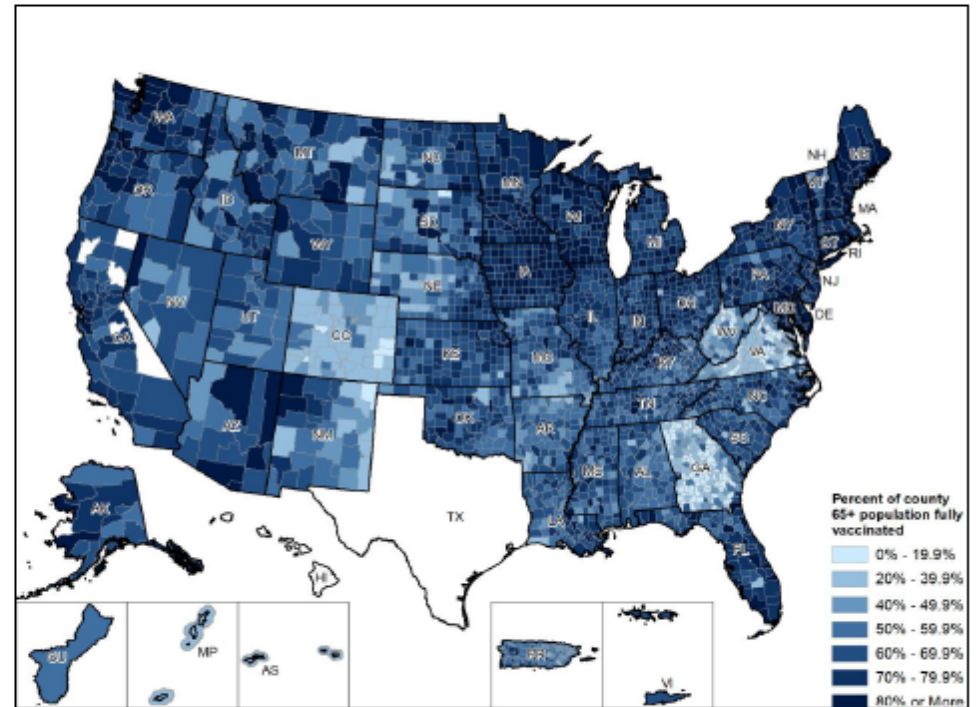 WA
MT
ND
MN
OR
ID
SD
WI
MI
WY
NE
IA
NV
UT
CO
KS
MO
IL
IN
OH
PA
NY
NH
VT
ME
MA
CT
RI
NJ
DE
MD
WV
VA
KY
CA
AZ
NM
OK
AR
TN
NC
SC
MS
AL
GA
LA
TX
FL
AK
HI
GU
MP
AS
PR
VI
Percent of county
65+ population fully
vaccinated
0% - 19.9%
20% - 39.9%
40% - 49.9%
50% - 59.9%
60% - 69.9%
70% - 79.9%
80% or More